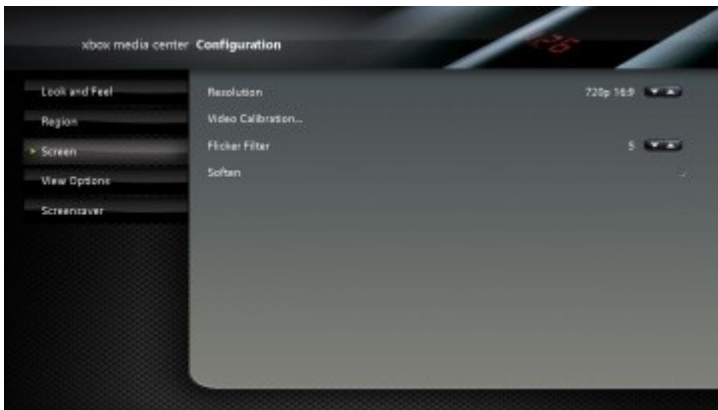 xbox media center Configuration
Look and Feel
Region
Screen
View Options
Screensaver
Resolution 720p 16:9
Video Calibration...
Flicker Filter 5
Soften